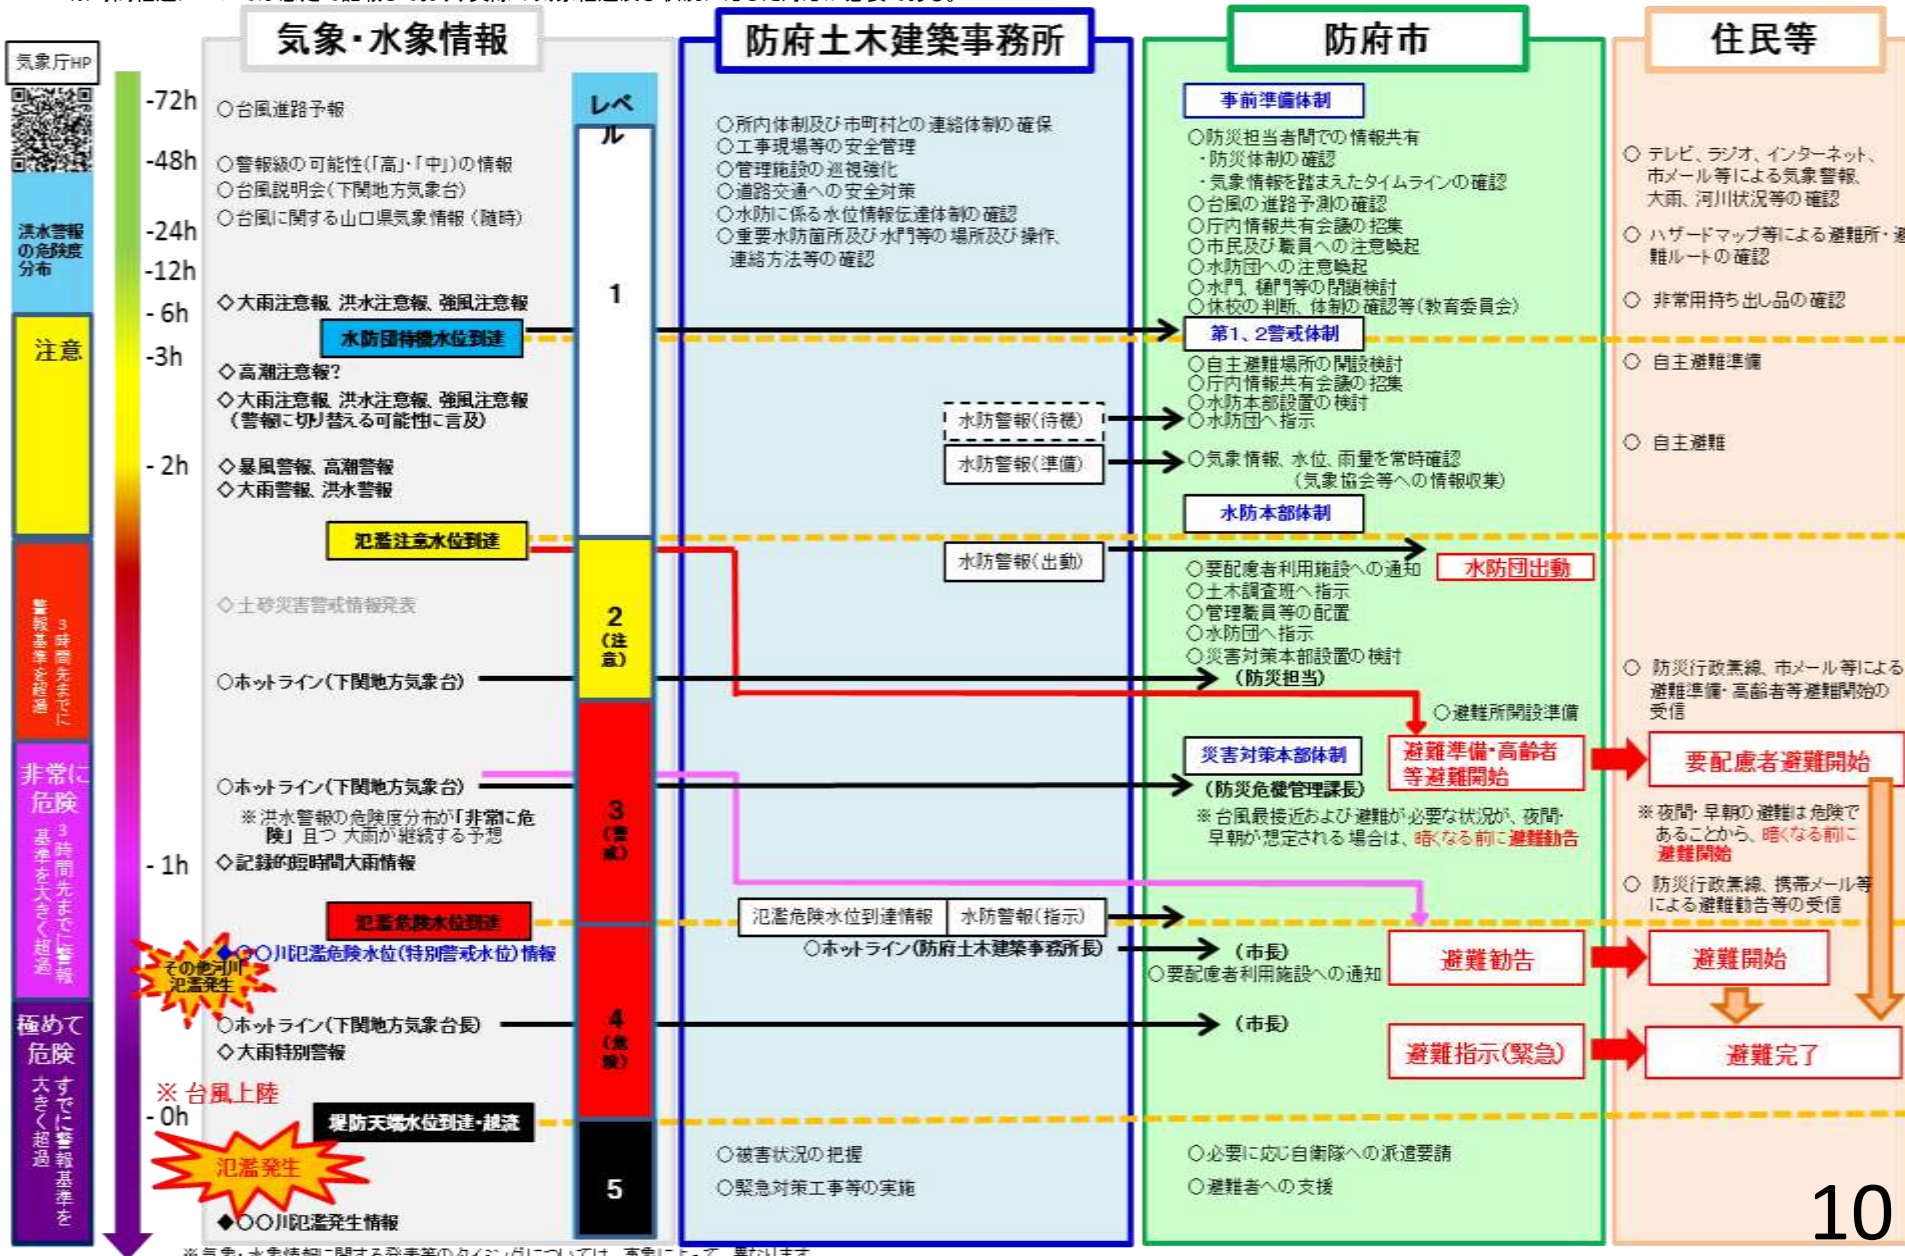 気象・水象情報
防府土木建築事務所
防府市
住民等
気象庁HP
洪水警報
の危険度
分布
注意
3時間先までに
警報基準を超過
非常に
危険
3時間先までに警報
基準を大きく超過
極めて
危険
すでに警報基準を
大きく超過
-72h
-48h
-24h
-12h
- 6h
-3h
- 2h
- 1h
- 0h
○台風進路予報
○警報級の可能性(「高」・「中」)の情報
○台風説明会(下関地方気象台)
○台風に関する山口県気象情報 (随時)
◇大雨注意報、洪水注意報、強風注意報
水防団待機水位到達
◇高潮注意報?
◇大雨注意報、洪水注意報、強風注意報
(警報に切り替える可能性に言及)
◇暴風警報、高潮警報
◇大雨警報、洪水警報
氾濫注意水位到達
◇土砂災害警戒情報発表
○ホットライン(下関地方気象台)
○ホットライン(下関地方気象台)
※洪水警報の危険度分布が「非常に危
険」且つ 大雨が継続する予想
◇記録的短時間大雨情報
氾濫危険水位到達
◆○○川氾濫危険水位(特別警戒水位)情報
その他河川
氾濫発生
○ホットライン(下関地方気象台長)
◇大雨特別警報
※ 台風上陸
堤防天端水位到達・越流
氾濫発生
◆○○川氾濫発生情報
レベ
ル
1
2
(注
意)
3
(警
戒)
4
(危
険)
5
○所内体制及び市町村との連絡体制の確保
○工事現場等の安全管理
○管理施設の巡視強化
○道路交通への安全対策
○水防に係る水位情報伝達体制の確認
○重要水防箇所及び水門等の場所及び操作、
連絡方法等の確認
水防警報(待機)
水防警報(準備)
水防警報(出動)
氾濫危険水位到達情報
水防警報(指示)
○ホットライン(防府土木建築事務所長)
○被害状況の把握
○緊急対策工事等の実施
事前準備体制
○防災担当者間での情報共有
・防災体制の確認
・気象情報を踏まえたタイムラインの確認
○台風の進路予測の確認
○庁内情報共有会議の招集
○市民及び職員への注意喚起
○水防団への注意喚起
○水門、樋門等の閉鎖検討
○休校の判断、体制の確認等(教育委員会)
第1、2警戒体制
○自主避難場所の開設検討
○庁内情報共有会議の招集
○水防本部設置の検討
○水防団へ指示
○気象情報、水位、雨量を常時確認
(気象協会等への情報収集)
水防本部体制
○要配慮者利用施設への通知
水防団出動
○土木調査班へ指示
○管理職員等の配置
○水防団へ指示
○災害対策本部設置の検討
(防災担当)
○避難所開設準備
災害対策本部体制
避難準備・高齢者
等避難開始
(防災危機管理課長)
※台風最接近および避難が必要な状況が、夜間・
早朝が想定される場合は、暗くなる前に避難勧告
(市長)
○要配慮者利用施設への通知
避難勧告
(市長)
避難指示(緊急)
○必要に応じ自衛隊への派遣要請
○避難者への支援
○ テレビ、ラジオ、インターネット、
市メール等による気象警報、
大雨、河川状況等の確認
○ ハザードマップ等による避難所・避
難ルートの確認
○ 非常用持ち出し品の確認
○ 自主避難準備
○ 自主避難
○ 防災行政無線、市メール等による
避難準備・高齢者等避難開始の
受信
要配慮者避難開始
※夜間・早朝の避難は危険で
あることから、暗くなる前に
避難開始
○ 防災行政無線、携帯メール等
による避難勧告等の受信
避難開始
避難完了
10
※気象・水象情報に関する発表等のタイミングについては、事象によって、異なります。